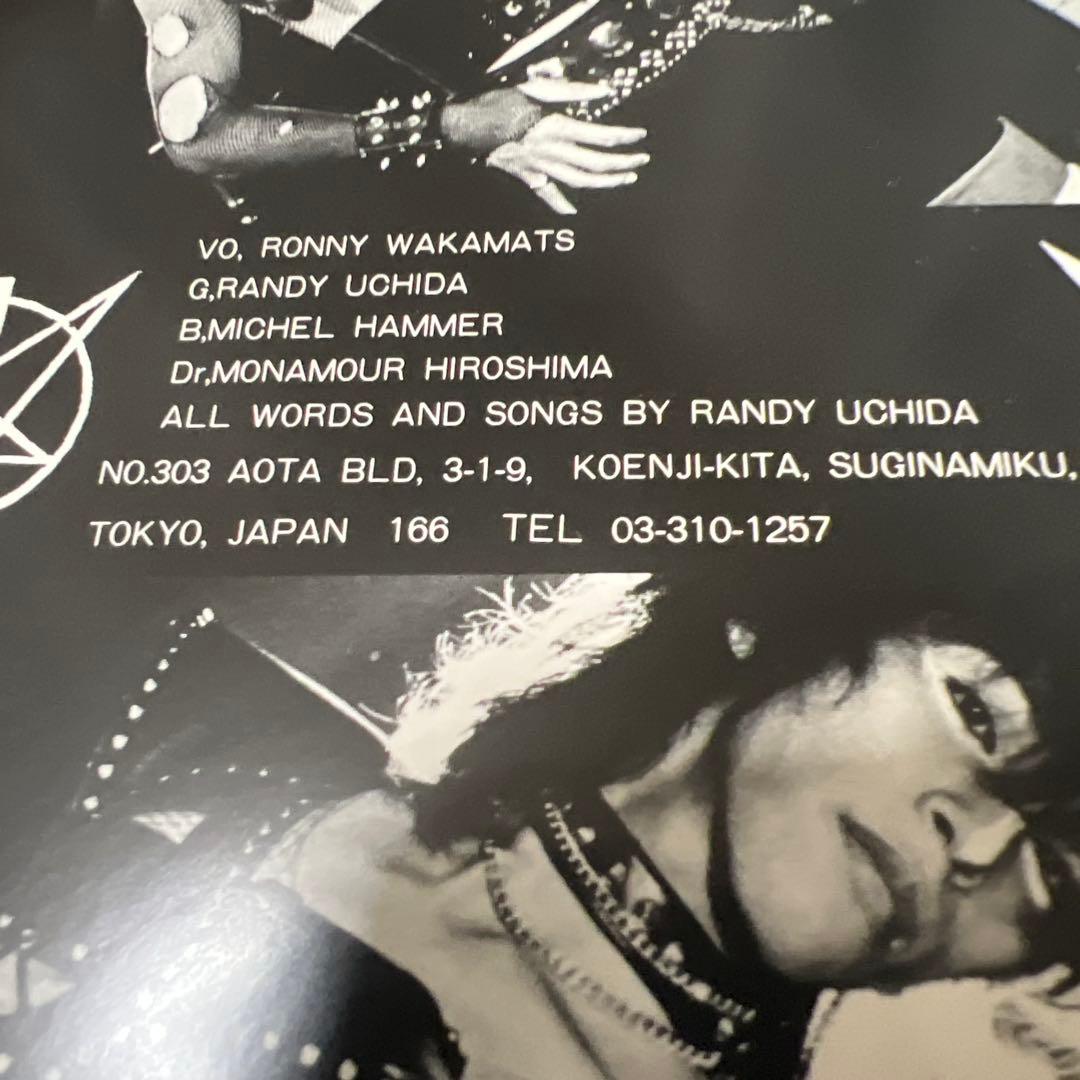 VO, RONNY WAKAMATS
G,RANDY UCHIDA
B,MICHEL HAMMER
Dr,MONAMOUR HIROSHIMA
ALL WORDS AND SONGS BY RANDY UCHIDA
NO.303 AOTA BLD, 3-1-9, KOENJI-KITA, SUGINAMIKU,
TOKYO, JAPAN 166 TEL 03-310-1257